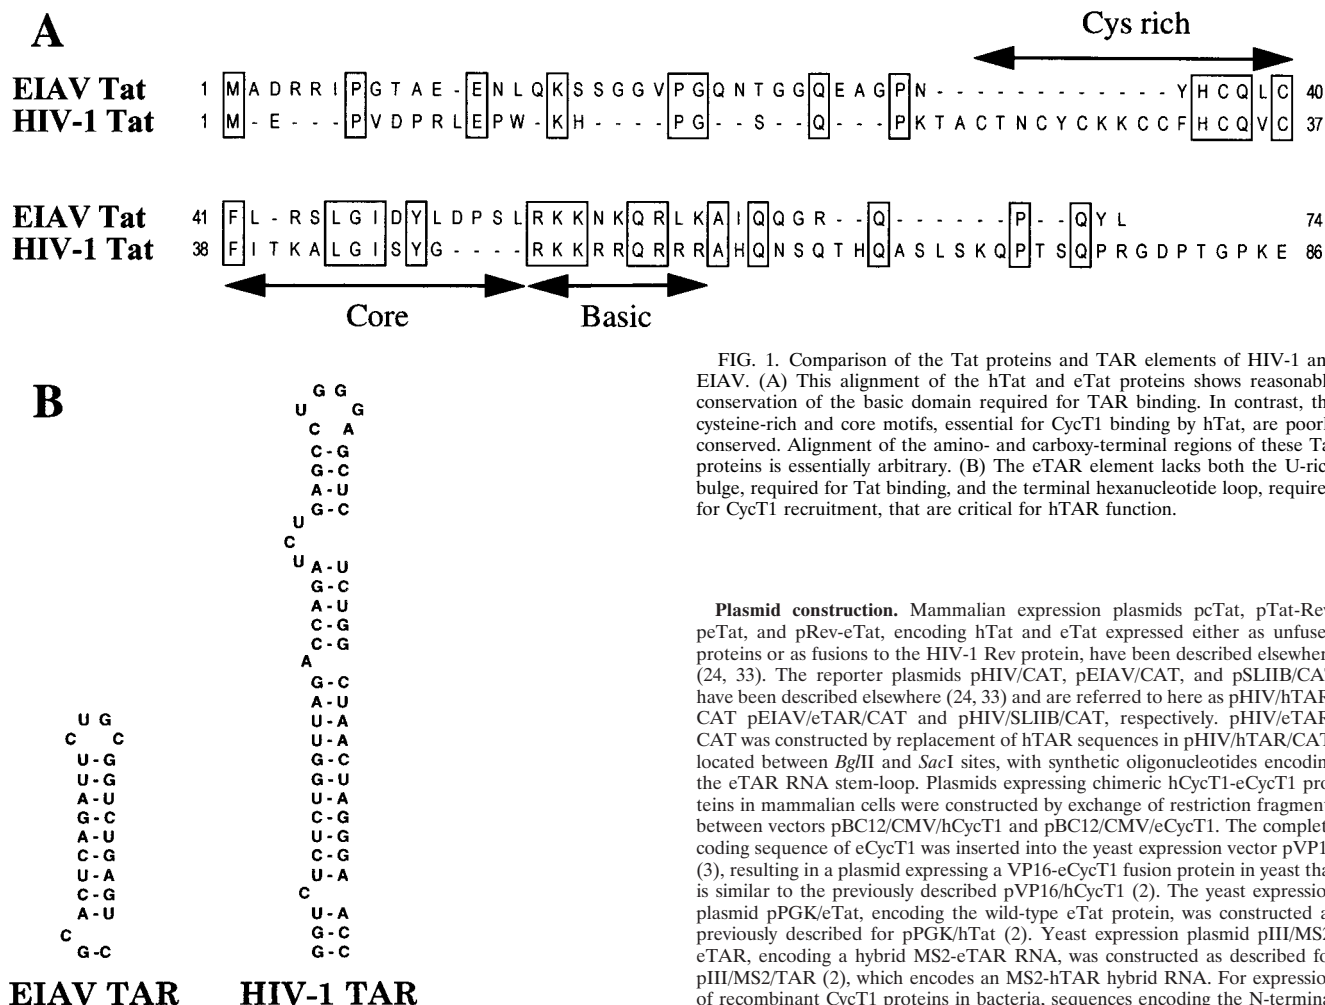 A
Cys rich
EIAV Tat 1 M A D R R I P G T A E - E N L Q K S S G G V P G Q N T G G Q E A G P N - - - - - - - - - - - - Y H C Q L C 40
HIV-1 Tat 1 M - E - - - P V D P R L E P W - K H - - - - P G - - S - - Q - - - P K T A C T N C Y C K K C C F H C Q V C 37
EIAV Tat 41 F L - R S L G I D Y L D P S L R K K N K Q R L K A I Q Q G R - - Q - - - - - - P - - Q Y L 74
HIV-1 Tat 38 F I T K A L G I S Y G - - - - R K K R R Q R R R A H Q N S Q T H Q A S L S K Q P T S Q P R G D P T G P K E 86
Core Basic
B
U G
C C
U - G
U - G
A - U
G - C
A - U
C - G
U - A
C - G
A - U
C
G - C
EIAV TAR
G G
U G
C A
C - G
G - C
A - U
G - C
U
C
U
A - U
G - C
A - U
C - G
C - G
A
G - C
A - U
U - A
U - A
G - C
G - U
U - A
C - G
U - G
C - G
U - A
C
U - A
G - C
G - C
HIV-1 TAR
FIG. 1. Comparison of the Tat proteins and TAR elements of HIV-1 an
EIAV. (A) This alignment of the hTat and eTat proteins shows reasonabl
conservation of the basic domain required for TAR binding. In contrast, th
cysteine-rich and core motifs, essential for CycT1 binding by hTat, are poorl
conserved. Alignment of the amino- and carboxy-terminal regions of these Ta
proteins is essentially arbitrary. (B) The eTAR element lacks both the U-ric
bulge, required for Tat binding, and the terminal hexanucleotide loop, require
for CycT1 recruitment, that are critical for hTAR function.
Plasmid construction. Mammalian expression plasmids pcTat, pTat-Rev
peTat, and pRev-eTat, encoding hTat and eTat expressed either as unfuse
proteins or as fusions to the HIV-1 Rev protein, have been described elsewher
(24, 33). The reporter plasmids pHIV/CAT, pEIAV/CAT, and pSLIIB/CA
have been described elsewhere (24, 33) and are referred to here as pHIV/hTAR
CAT pEIAV/eTAR/CAT and pHIV/SLIIB/CAT, respectively. pHIV/eTAR
CAT was constructed by replacement of hTAR sequences in pHIV/hTAR/CAT
located between BglII and SacI sites, with synthetic oligonucleotides encodin
the eTAR RNA stem-loop. Plasmids expressing chimeric hCycT1-eCycT1 pro
teins in mammalian cells were constructed by exchange of restriction fragment
between vectors pBC12/CMV/hCycT1 and pBC12/CMV/eCycT1. The complet
coding sequence of eCycT1 was inserted into the yeast expression vector pVP1
(3), resulting in a plasmid expressing a VP16-eCycT1 fusion protein in yeast tha
is similar to the previously described pVP16/hCycT1 (2). The yeast expressio
plasmid pPGK/eTat, encoding the wild-type eTat protein, was constructed a
previously described for pPGK/hTat (2). Yeast expression plasmid pIII/MS2
eTAR, encoding a hybrid MS2-eTAR RNA, was constructed as described fo
pIII/MS2/TAR (2), which encodes an MS2-hTAR hybrid RNA. For expressio
of recombinant CycT1 proteins in bacteria, sequences encoding the N-termina